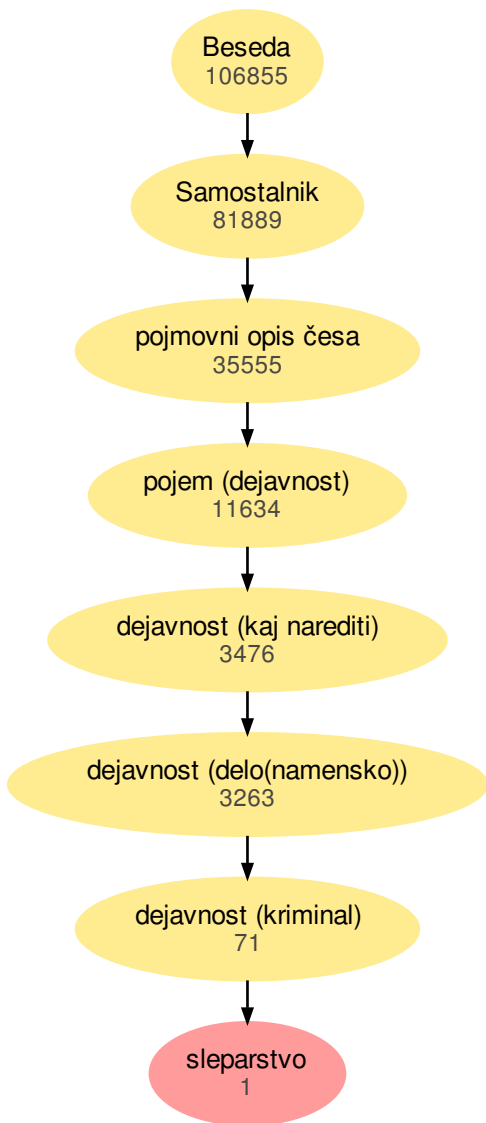 Beseda
106855
Samostalnik
81889
pojmovni opis česa
35555
pojem (dejavnost)
11634
dejavnost (kaj narediti)
3476
dejavnost (delo(namensko))
3263
dejavnost (kriminal)
71
sleparstvo
1